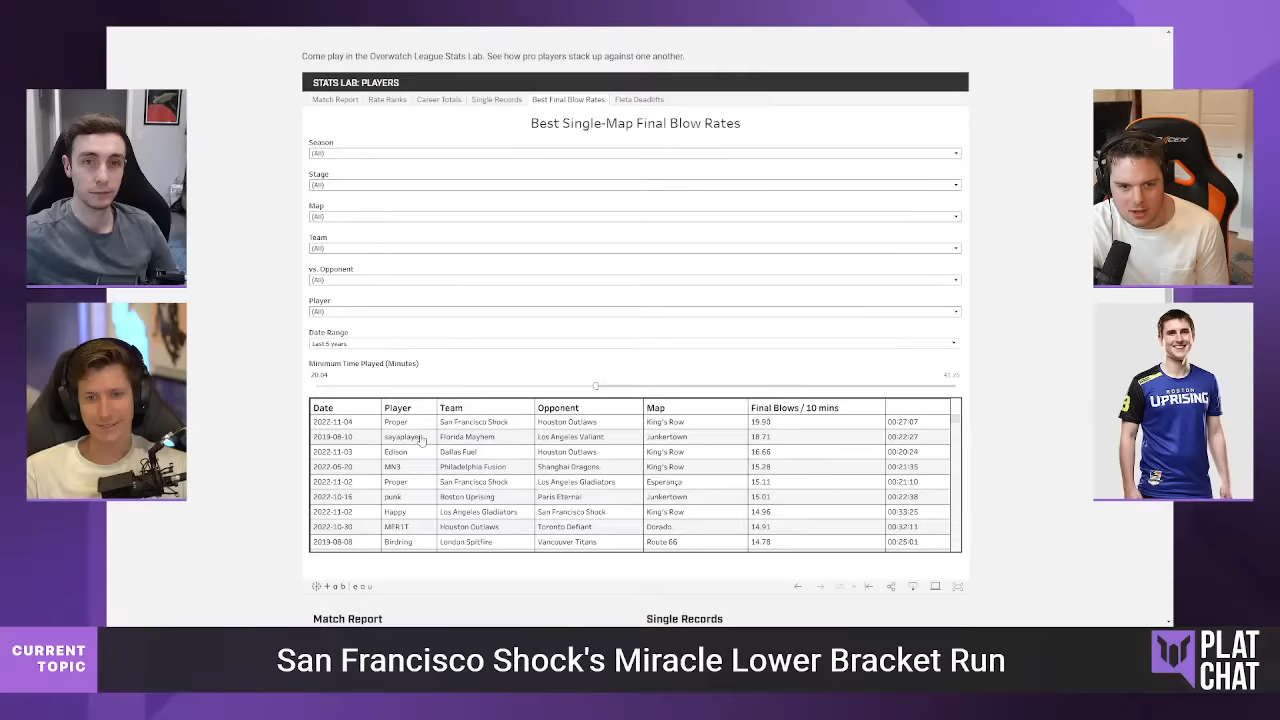 Come play in the Overwatch League Stats Lab. See how pro players stack up against one another.
STATS LAB: PLAYERS
Match Report Rate Ranks Career Totals Single Records Best Final Blow Rates Fleta Deadlifts
Best Single-Map Final Blow Rates
Season
(All)
Stage
(All)
Map
(All)
Team
(All)
vs. Opponent
(All)
Player
(All)
Date Range
Last 5 years
Minimum Time Played (Minutes)
20.04 41.25
Date Player Team Opponent Map Final Blows / 10 mins
2022-11-04 Proper San Francisco Shock Houston Outlaws King's Row 19.90 00:27:07
2019-08-10 sayaplayer Florida Mayhem Los Angeles Valiant Junkertown 18.71 00:22:27
2022-11-03 Edison Dallas Fuel Houston Outlaws King's Row 16.66 00:20:24
2022-05-20 MN3 Philadelphia Fusion Shanghai Dragons King's Row 15.28 00:21:35
2022-11-02 Proper San Francisco Shock Los Angeles Gladiators Esperança 15.11 00:21:10
2022-10-16 punk Boston Uprising Paris Eternal Junkertown 15.01 00:22:38
2022-11-02 Happy Los Angeles Gladiators San Francisco Shock King's Row 14.96 00:33:25
2022-10-30 MER1T Houston Outlaws Toronto Defiant Dorado 14.91 00:32:11
2019-08-08 Birdring London Spitfire Vancouver Titans Route 66 14.78 00:25:01
+ a b | e a u
Match Report Single Records
BOSTON
UPRISING
CURRENT
TOPIC
San Francisco Shock's Miracle Lower Bracket Run
PLAT
CHAT